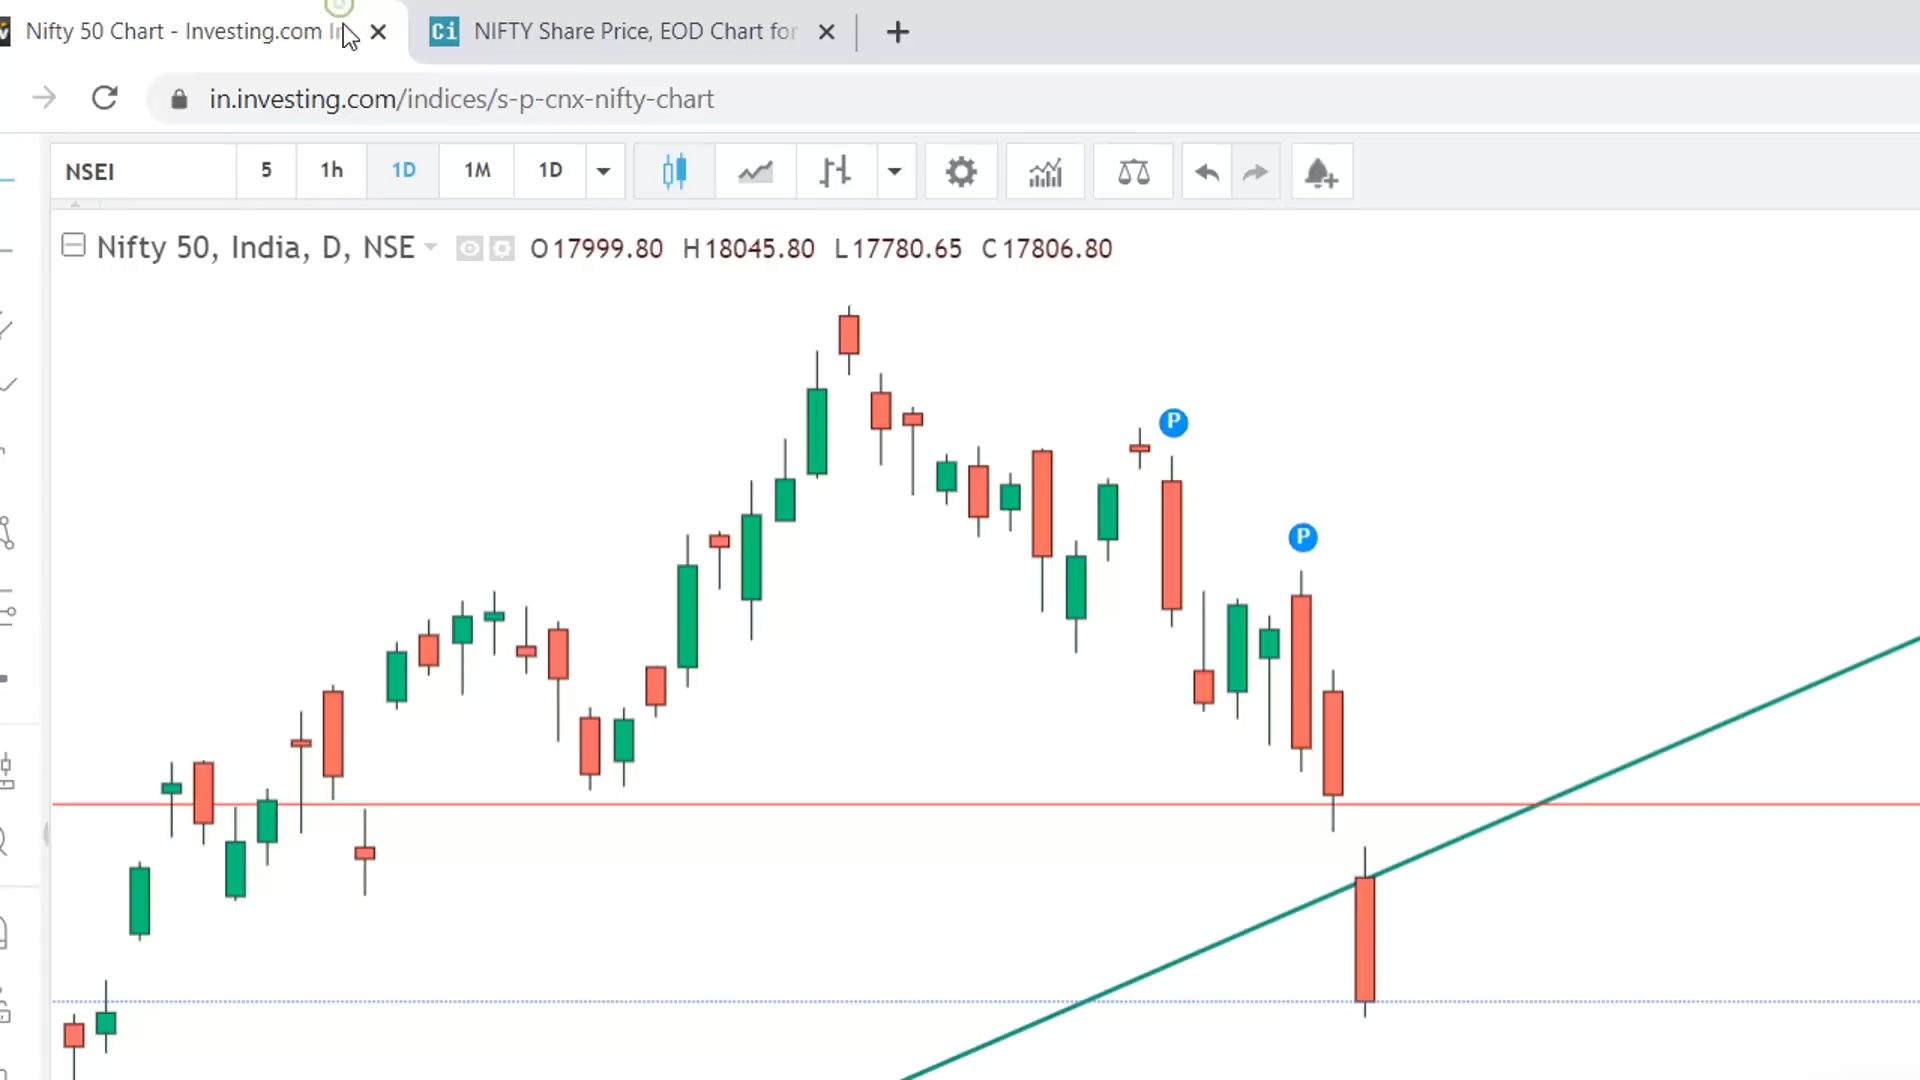 Nifty 50 Chart - Investing.com
Ci NIFTY Share Price, EOD Chart for
in.investing.com/indices/s-p-cnx-nifty-chart
NSEI 5 1h 1D 1M 1D
Nifty 50, India, D, NSE O17999.80 H18045.80 L17780.65 C17806.80
P
P